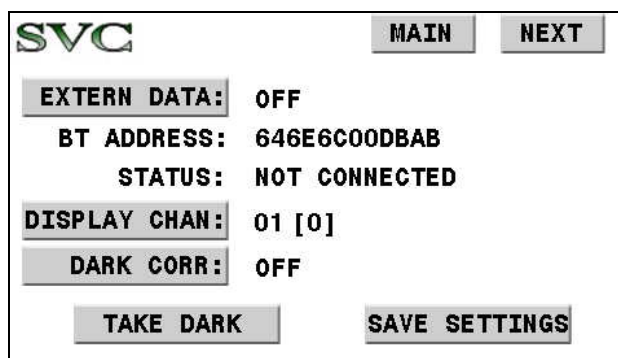 SVC MAIN NEXT
EXTERN DATA: OFF
BT ADDRESS: 646E6C00DBAB
STATUS: NOT CONNECTED
DISPLAY CHAN: 01 [0]
DARK CORR: OFF
TAKE DARK SAVE SETTINGS